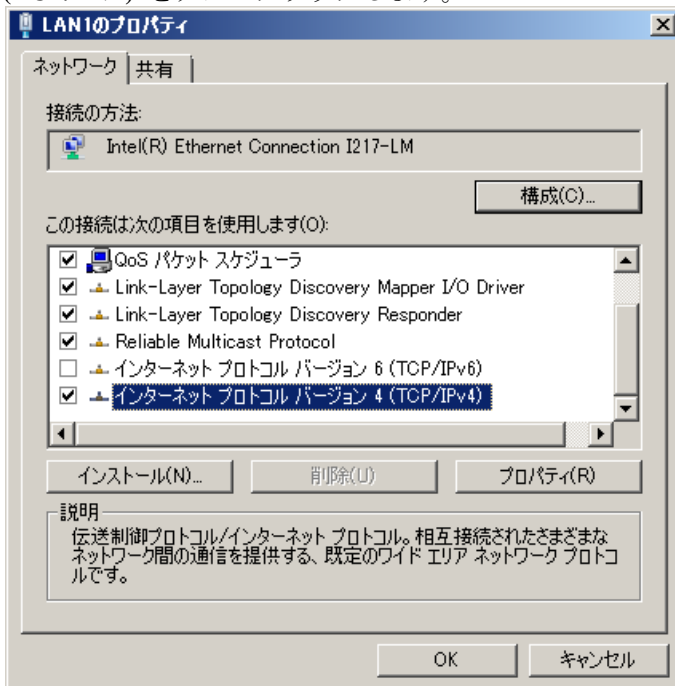 LAN1のプロパティ
ネットワーク 共有
接続の方法:
Intel(R) Ethernet Connection I217-LM
構成(C)...
この接続は次の項目を使用します(O):
QoS パケット スケジューラ
Link-Layer Topology Discovery Mapper I/O Driver
Link-Layer Topology Discovery Responder
Reliable Multicast Protocol
インターネット プロトコル バージョン 6 (TCP/IPv6)
インターネット プロトコル バージョン 4 (TCP/IPv4)
インストール(N)... 削除(U) プロパティ(R)
説明
伝送制御プロトコル/インターネット プロトコル。相互接続されたさまざまな
ネットワーク間の通信を提供する、既定のワイド エリア ネットワーク プロトコ
ルです。
OK キャンセル